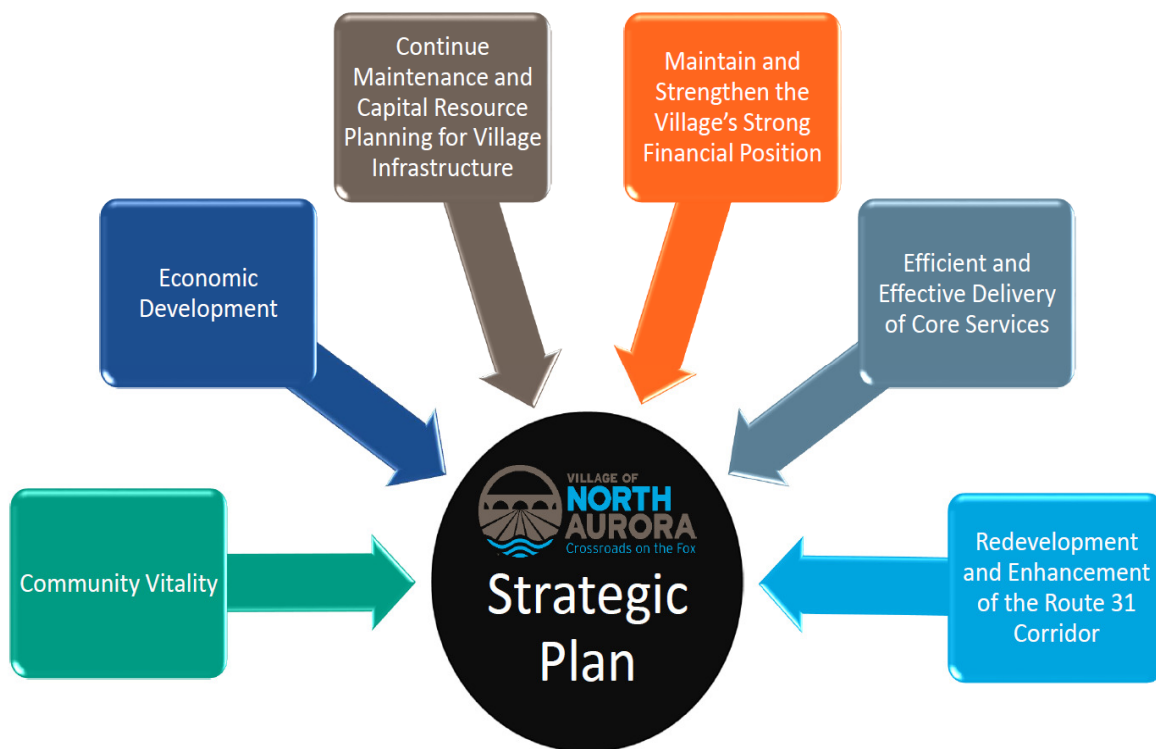 Continue
Maintenance and
Capital Resource
Planning for Village
Infrastructure
Maintain and
Strengthen the
Village’s Strong
Financial Position
Economic
Development
Efficient and
Effective Delivery
of Core Services
Community Vitality
Redevelopment
and Enhancement
of the Route 31
Corridor
VILLAGE OF
NORTH
AURORA
Crossroads on the Fox
Strategic
Plan